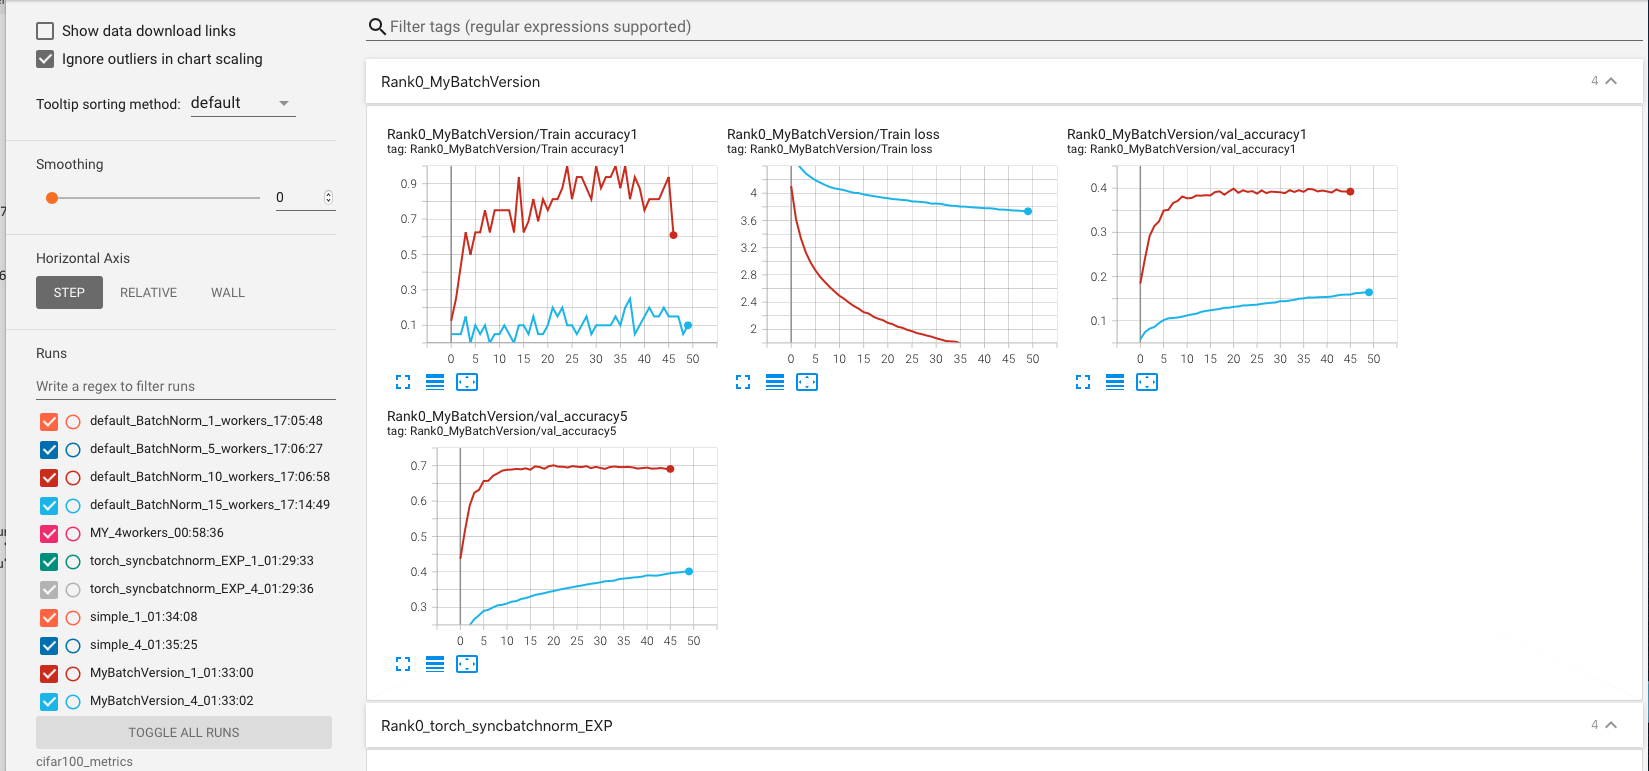 Show data download links
Ignore outliers in chart scaling
Tooltip sorting method: default
Smoothing
0
Horizontal Axis
STEP RELATIVE WALL
Runs
Write a regex to filter runs
default_BatchNorm_1_workers_17:05:48
default_BatchNorm_5_workers_17:06:27
default_BatchNorm_10_workers_17:06:58
default_BatchNorm_15_workers_17:14:49
MY_4workers_00:58:36
torch_syncbatchnorm_EXP_1_01:29:33
torch_syncbatchnorm_EXP_4_01:29:36
simple_1_01:34:08
simple_4_01:35:25
MyBatchVersion_1_01:33:00
MyBatchVersion_4_01:33:02
TOGGLE ALL RUNS
cifar100_metrics
Filter tags (regular expressions supported)
Rank0_MyBatchVersion 4
Rank0_MyBatchVersion/Train accuracy1
tag: Rank0_MyBatchVersion/Train accuracy1
0.9
0.7
0.5
0.3
0.1
0 5 10 15 20 25 30 35 40 45 50
Rank0_MyBatchVersion/Train loss
tag: Rank0_MyBatchVersion/Train loss
4
3.6
3.2
2.8
2.4
2
0 5 10 15 20 25 30 35 40 45 50
Rank0_MyBatchVersion/val_accuracy1
tag: Rank0_MyBatchVersion/val_accuracy1
0.4
0.3
0.2
0.1
0 5 10 15 20 25 30 35 40 45 50
Rank0_MyBatchVersion/val_accuracy5
tag: Rank0_MyBatchVersion/val_accuracy5
0.7
0.6
0.5
0.4
0.3
0 5 10 15 20 25 30 35 40 45 50
Rank0_torch_syncbatchnorm_EXP 4